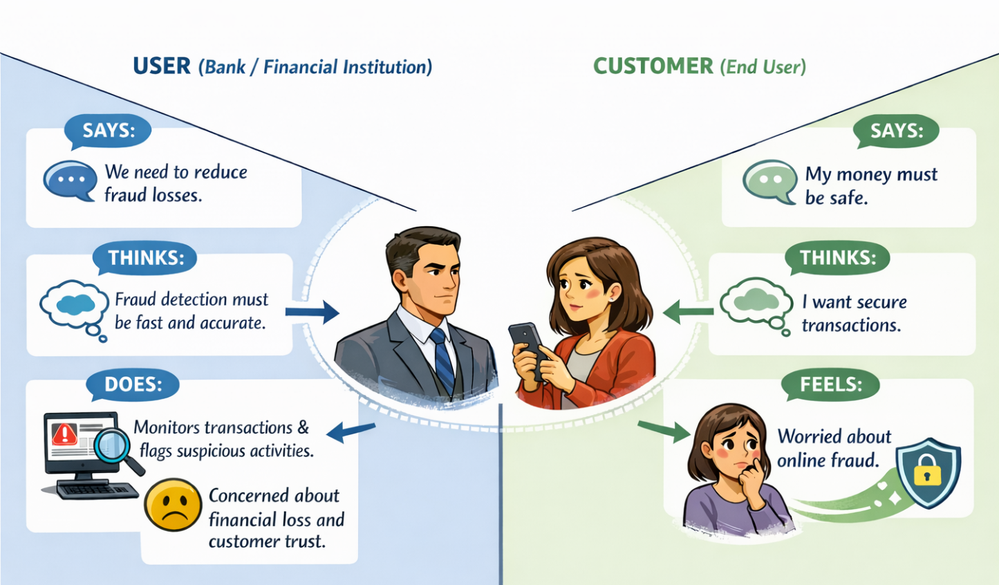 USER (Bank / Financial Institution)
SAYS:
We need to reduce
fraud losses.
THINKS:
Fraud detection must
be fast and accurate.
DOES:
Monitors transactions &
flags suspicious activities.
Concerned about
financial loss and
customer trust.
CUSTOMER (End User)
SAYS:
My money must
be safe.
THINKS:
I want secure
transactions.
FEELS:
Worried about
online fraud.